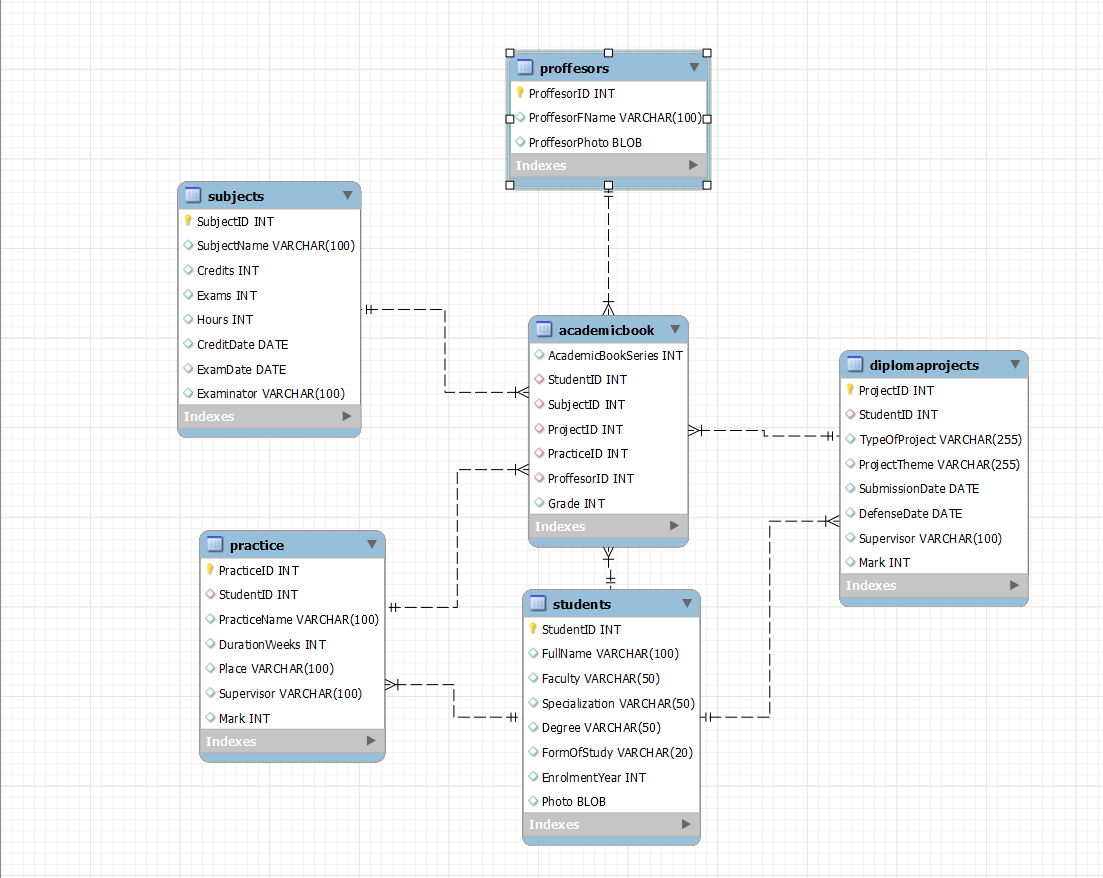 proffesors
ProffesorID INT
ProffesorFName VARCHAR(100)
ProffesorPhoto BLOB
Indexes
subjects
SubjectID INT
SubjectName VARCHAR(100)
Credits INT
Exams INT
Hours INT
CreditDate DATE
ExamDate DATE
Examinator VARCHAR(100)
Indexes
academicbook
AcademicBookSeries INT
StudentID INT
SubjectID INT
ProjectID INT
PracticeID INT
ProffesorID INT
Grade INT
Indexes
diplomaprojects
ProjectID INT
StudentID INT
TypeOfProject VARCHAR(255)
ProjectTheme VARCHAR(255)
SubmissionDate DATE
DefenseDate DATE
Supervisor VARCHAR(100)
Mark INT
Indexes
practice
PracticeID INT
StudentID INT
PracticeName VARCHAR(100)
DurationWeeks INT
Place VARCHAR(100)
Supervisor VARCHAR(100)
Mark INT
Indexes
students
StudentID INT
FullName VARCHAR(100)
Faculty VARCHAR(50)
Specialization VARCHAR(50)
Degree VARCHAR(50)
FormOfStudy VARCHAR(20)
EnrolmentYear INT
Photo BLOB
Indexes